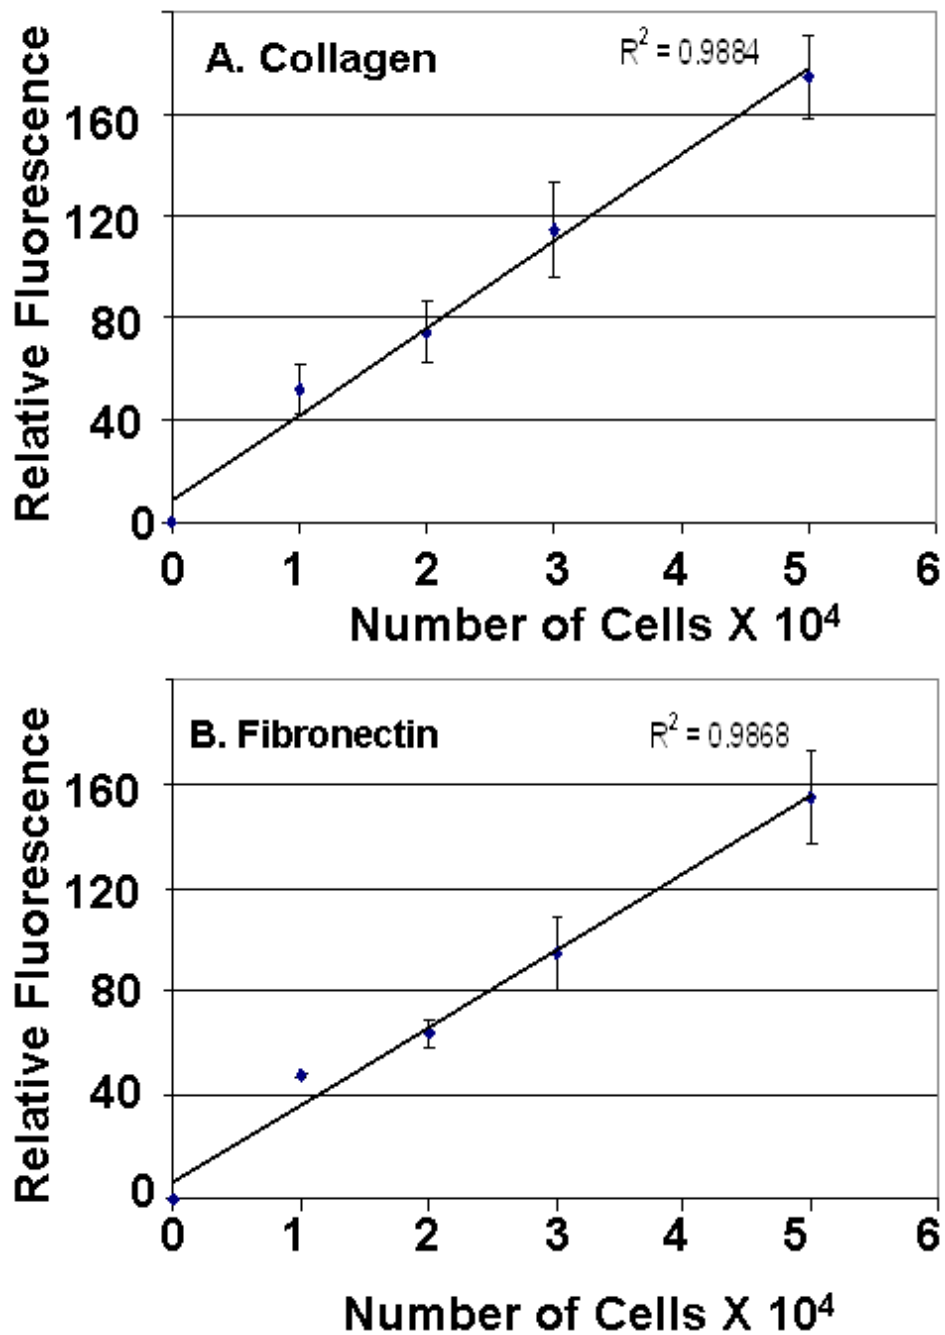 A. Collagen
R² = 0.9884
Relative Fluorescence
160
120
80
40
0
0 1 2 3 4 5 6
Number of Cells X 10⁴
B. Fibronectin
R² = 0.9868
Relative Fluorescence
160
120
80
40
0
0 1 2 3 4 5 6
Number of Cells X 10⁴